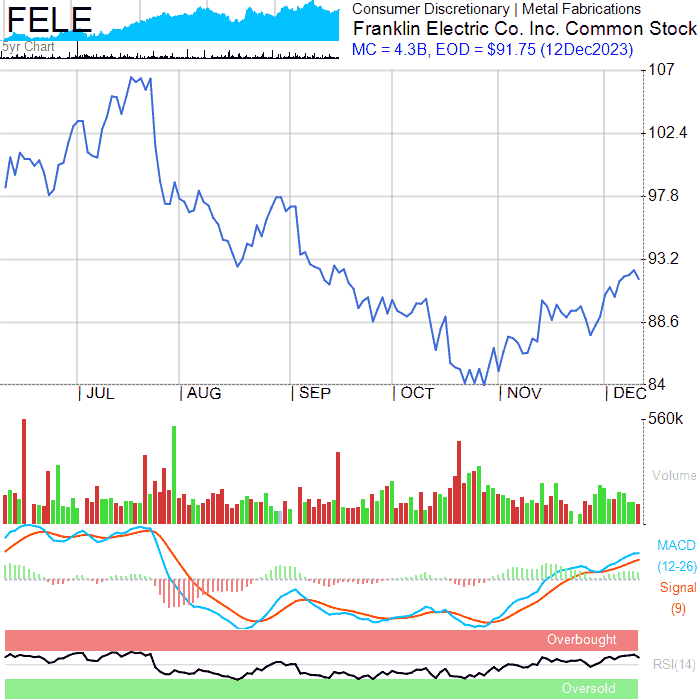 FELE
5yr Chart
Consumer Discretionary | Metal Fabrications
Franklin Electric Co. Inc. Common Stock
MC = 4.3B, EOD = $91.75 (12Dec2023)
107
102.4
97.8
93.2
88.6
84
JUL AUG SEP OCT NOV DEC
560k
Volume
MACD
(12-26)
Signal
(9)
Overbought
RSI(14)
Oversold